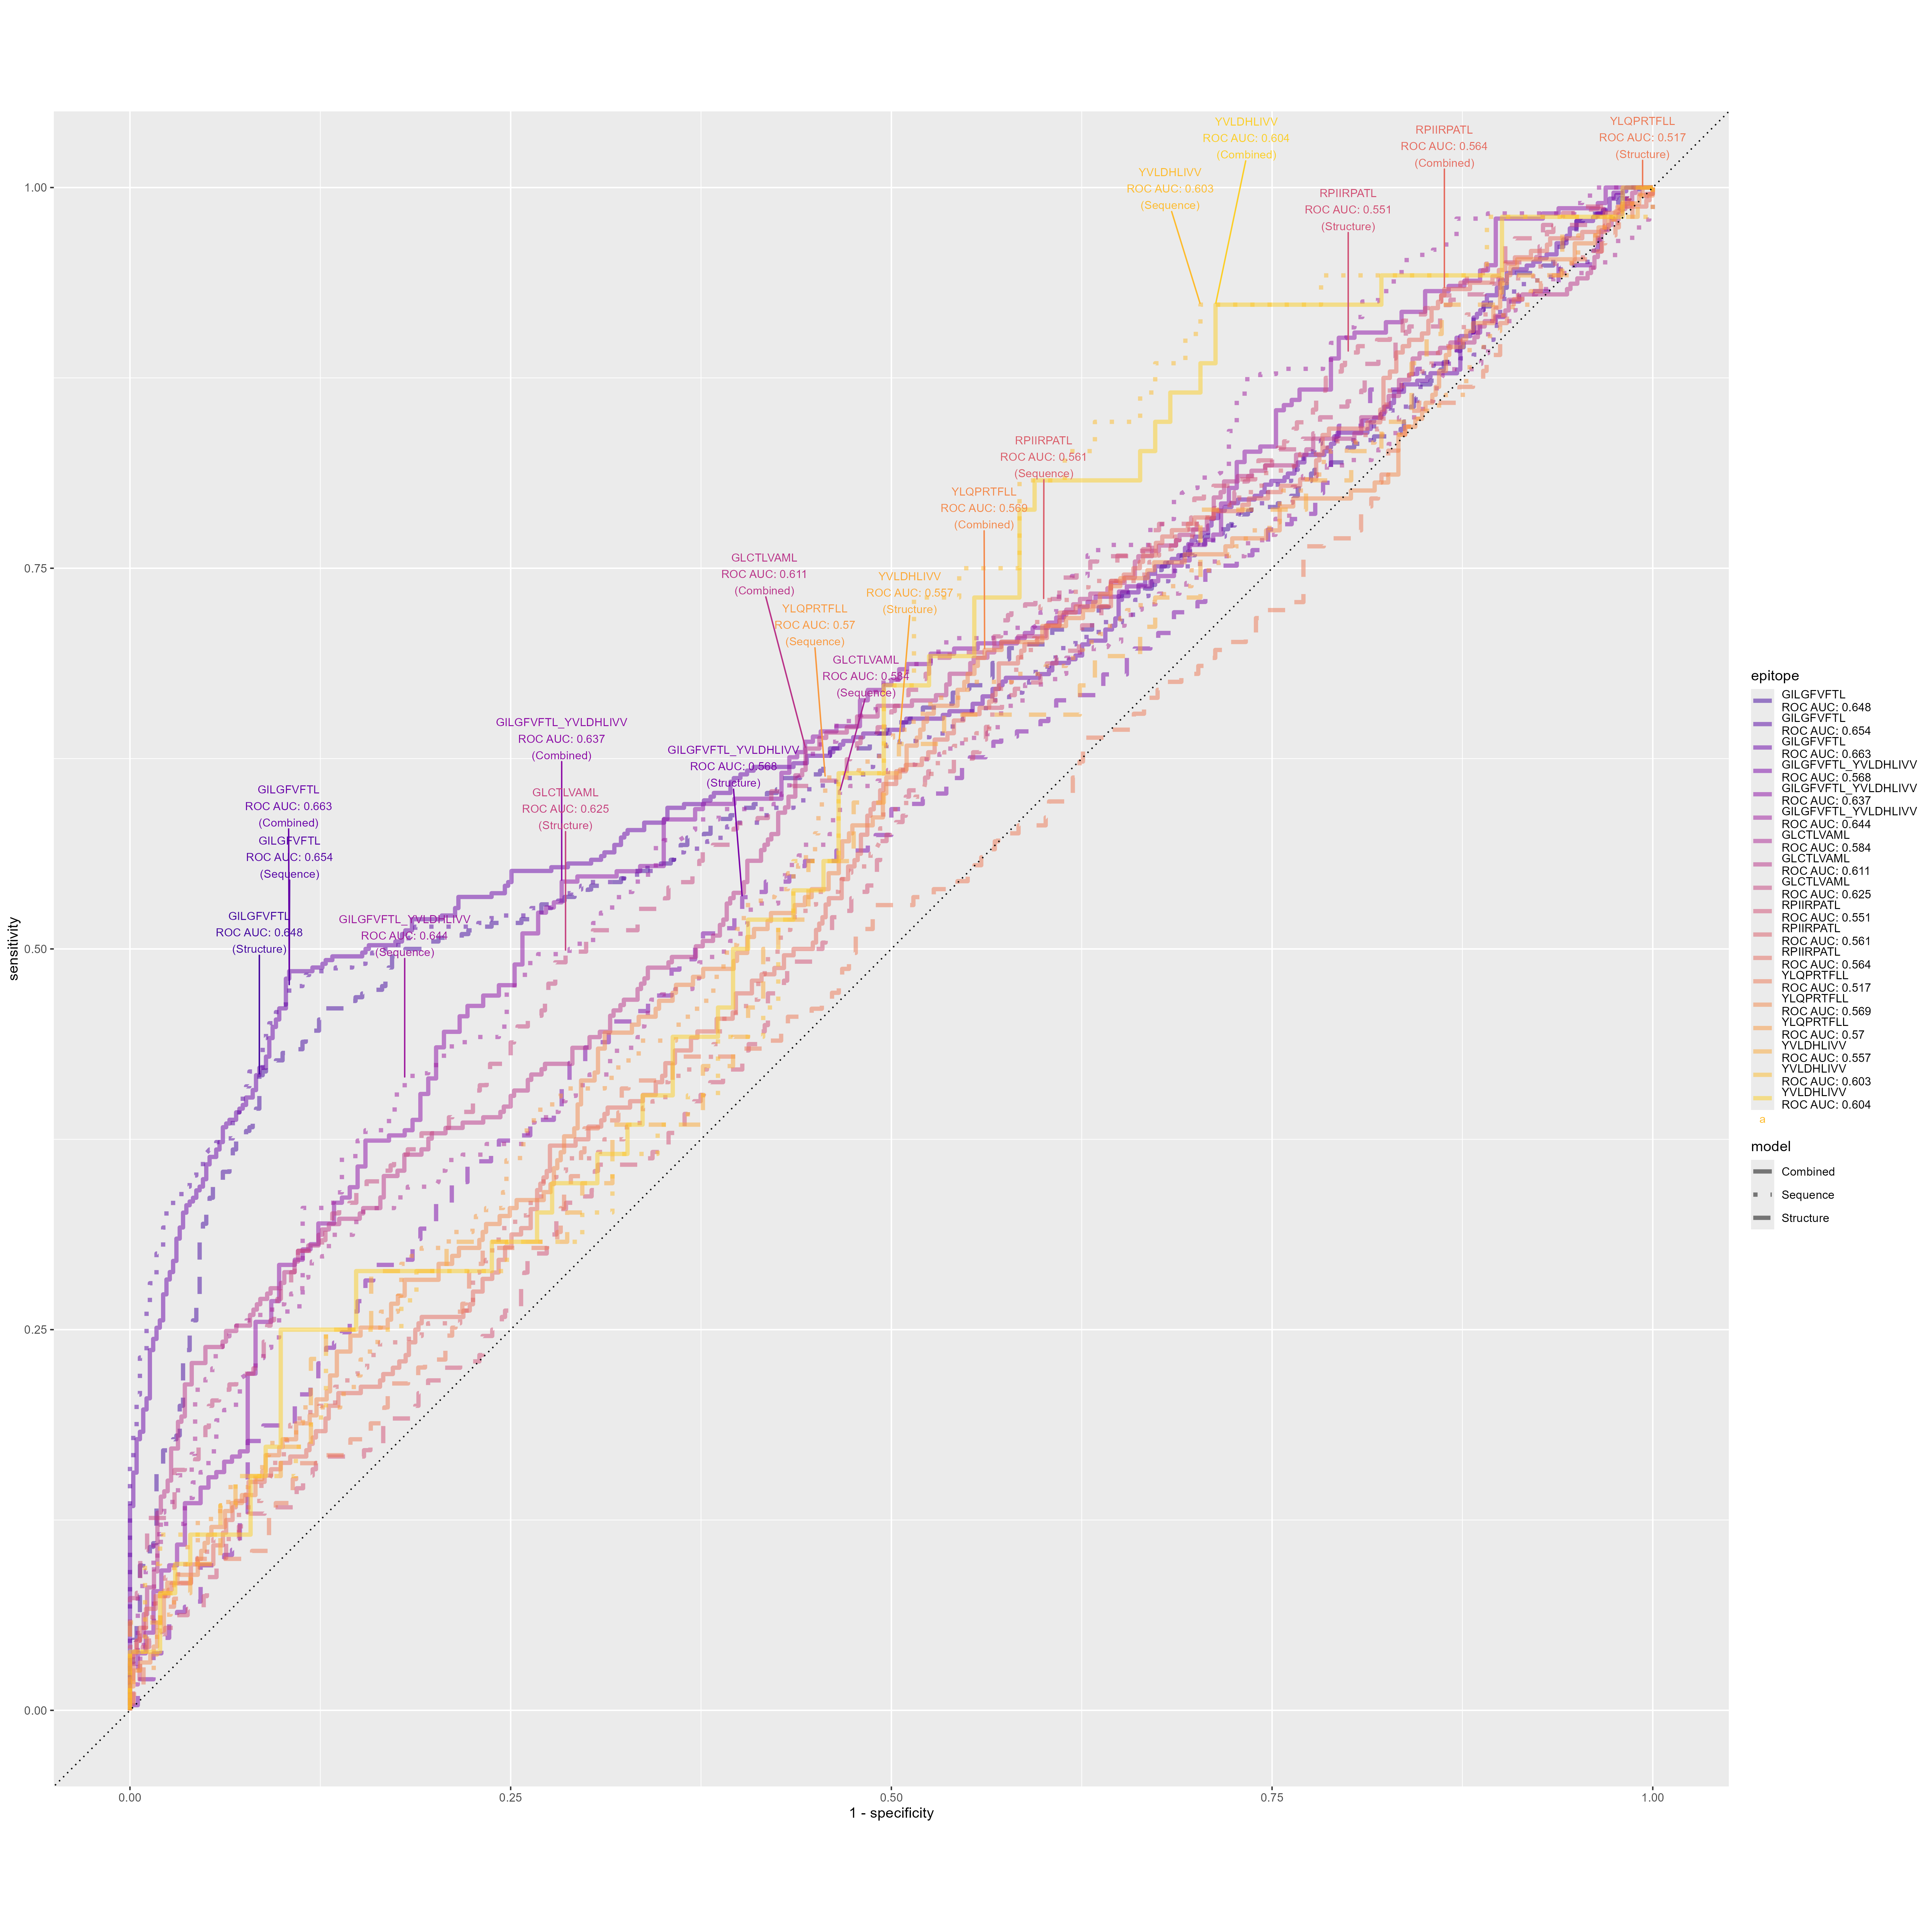 YVLDHLIVV
ROC AUC: 0.604
(Combined)
YLQPRTFLL
ROC AUC: 0.517
(Structure)
RPIIRPATL
ROC AUC: 0.564
(Combined)
YVLDHLIVV
ROC AUC: 0.603
(Sequence)
RPIIRPATL
ROC AUC: 0.551
(Structure)
RPIIRPATL
ROC AUC: 0.561
(Sequence)
YLQPRTFLL
ROC AUC: 0.569
(Combined)
GLCTLVAML
ROC AUC: 0.611
(Combined)
YVLDHLIVV
ROC AUC: 0.557
(Structure)
YLQPRTFLL
ROC AUC: 0.57
(Sequence)
GLCTLVAML
ROC AUC: 0.584
(Sequence)
GILGFVFTL_YVLDHLIVV
ROC AUC: 0.637
(Combined)
GILGFVFTL_YVLDHLIVV
ROC AUC: 0.568
(Structure)
GILGFVFTL
ROC AUC: 0.663
(Combined)
GLCTLVAML
ROC AUC: 0.625
(Structure)
GILGFVFTL
ROC AUC: 0.654
(Sequence)
GILGFVFTL
ROC AUC: 0.648
(Structure)
GILGFVFTL_YVLDHLIVV
ROC AUC: 0.644
(Sequence)
1.00
0.75
0.50
0.25
0.00
sensitivity
0.00
0.25
0.50
0.75
1.00
1 - specificity
epitope
GILGFVFTL
ROC AUC: 0.648
GILGFVFTL
ROC AUC: 0.654
GILGFVFTL
ROC AUC: 0.663
GILGFVFTL_YVLDHLIVV
ROC AUC: 0.568
GILGFVFTL_YVLDHLIVV
ROC AUC: 0.637
GILGFVFTL_YVLDHLIVV
ROC AUC: 0.644
GLCTLVAML
ROC AUC: 0.584
GLCTLVAML
ROC AUC: 0.611
GLCTLVAML
ROC AUC: 0.625
RPIIRPATL
ROC AUC: 0.551
RPIIRPATL
ROC AUC: 0.561
RPIIRPATL
ROC AUC: 0.564
YLQPRTFLL
ROC AUC: 0.517
YLQPRTFLL
ROC AUC: 0.569
YLQPRTFLL
ROC AUC: 0.57
YVLDHLIVV
ROC AUC: 0.557
YVLDHLIVV
ROC AUC: 0.603
YVLDHLIVV
ROC AUC: 0.604
a
model
Combined
Sequence
Structure